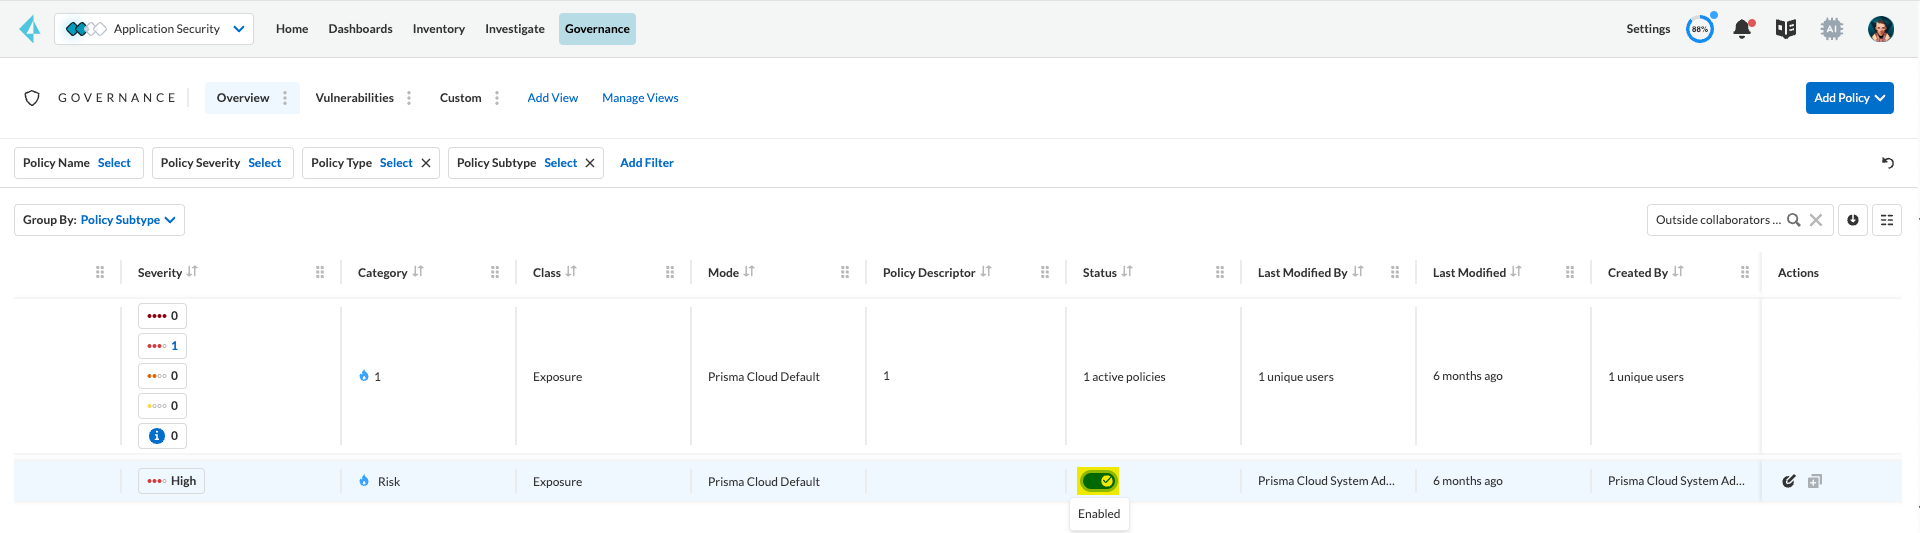 Application Security Home Dashboards Inventory Investigate Governance Settings 88% AI
GOVERNANCE Overview Vulnerabilities Custom Add View Manage Views Add Policy
Policy Name Select Policy Severity Select Policy Type Select Policy Subtype Select Add Filter
Group By: Policy Subtype Outside collaborators ...
Severity Category Class Mode Policy Descriptor Status Last Modified By Last Modified Created By Actions
0
1
0
0
i 0
1 Exposure Prisma Cloud Default 1 1 active policies 1 unique users 6 months ago 1 unique users
High Risk Exposure Prisma Cloud Default Prisma Cloud System Ad... 6 months ago Prisma Cloud System Ad...
Enabled